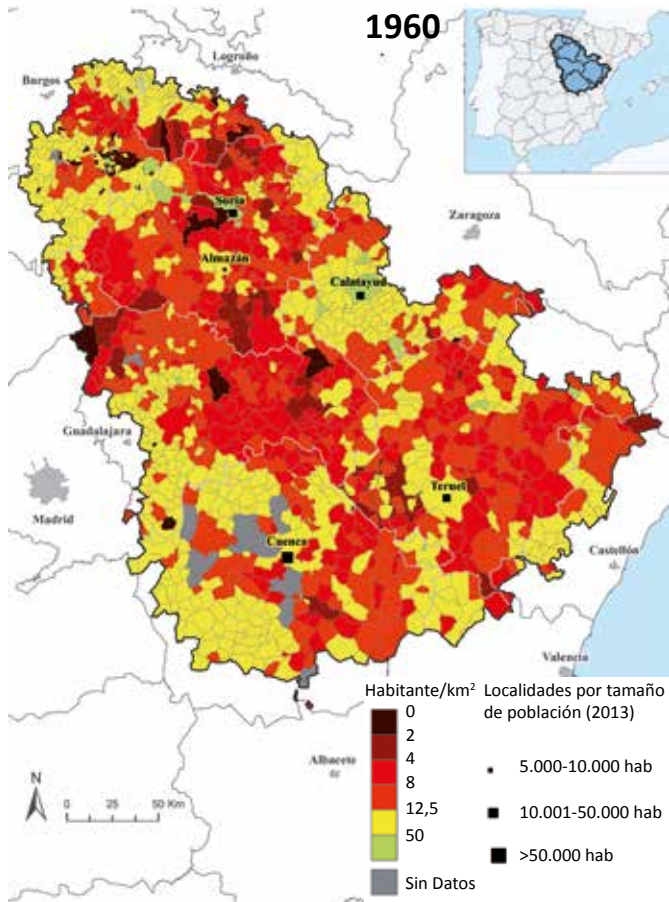 1960
Logroño
Burgos
Soria
Zaragoza
Almazán
Calatayud
Guadalajara
Madrid
Teruel
Cuenca
Castellón
Valencia
Albacete
Habitante/km²
0
2
4
8
12,5
50
Sin Datos
Localidades por tamaño
de población (2013)
5.000-10.000 hab
10.001-50.000 hab
>50.000 hab
N
0 25 50 Km